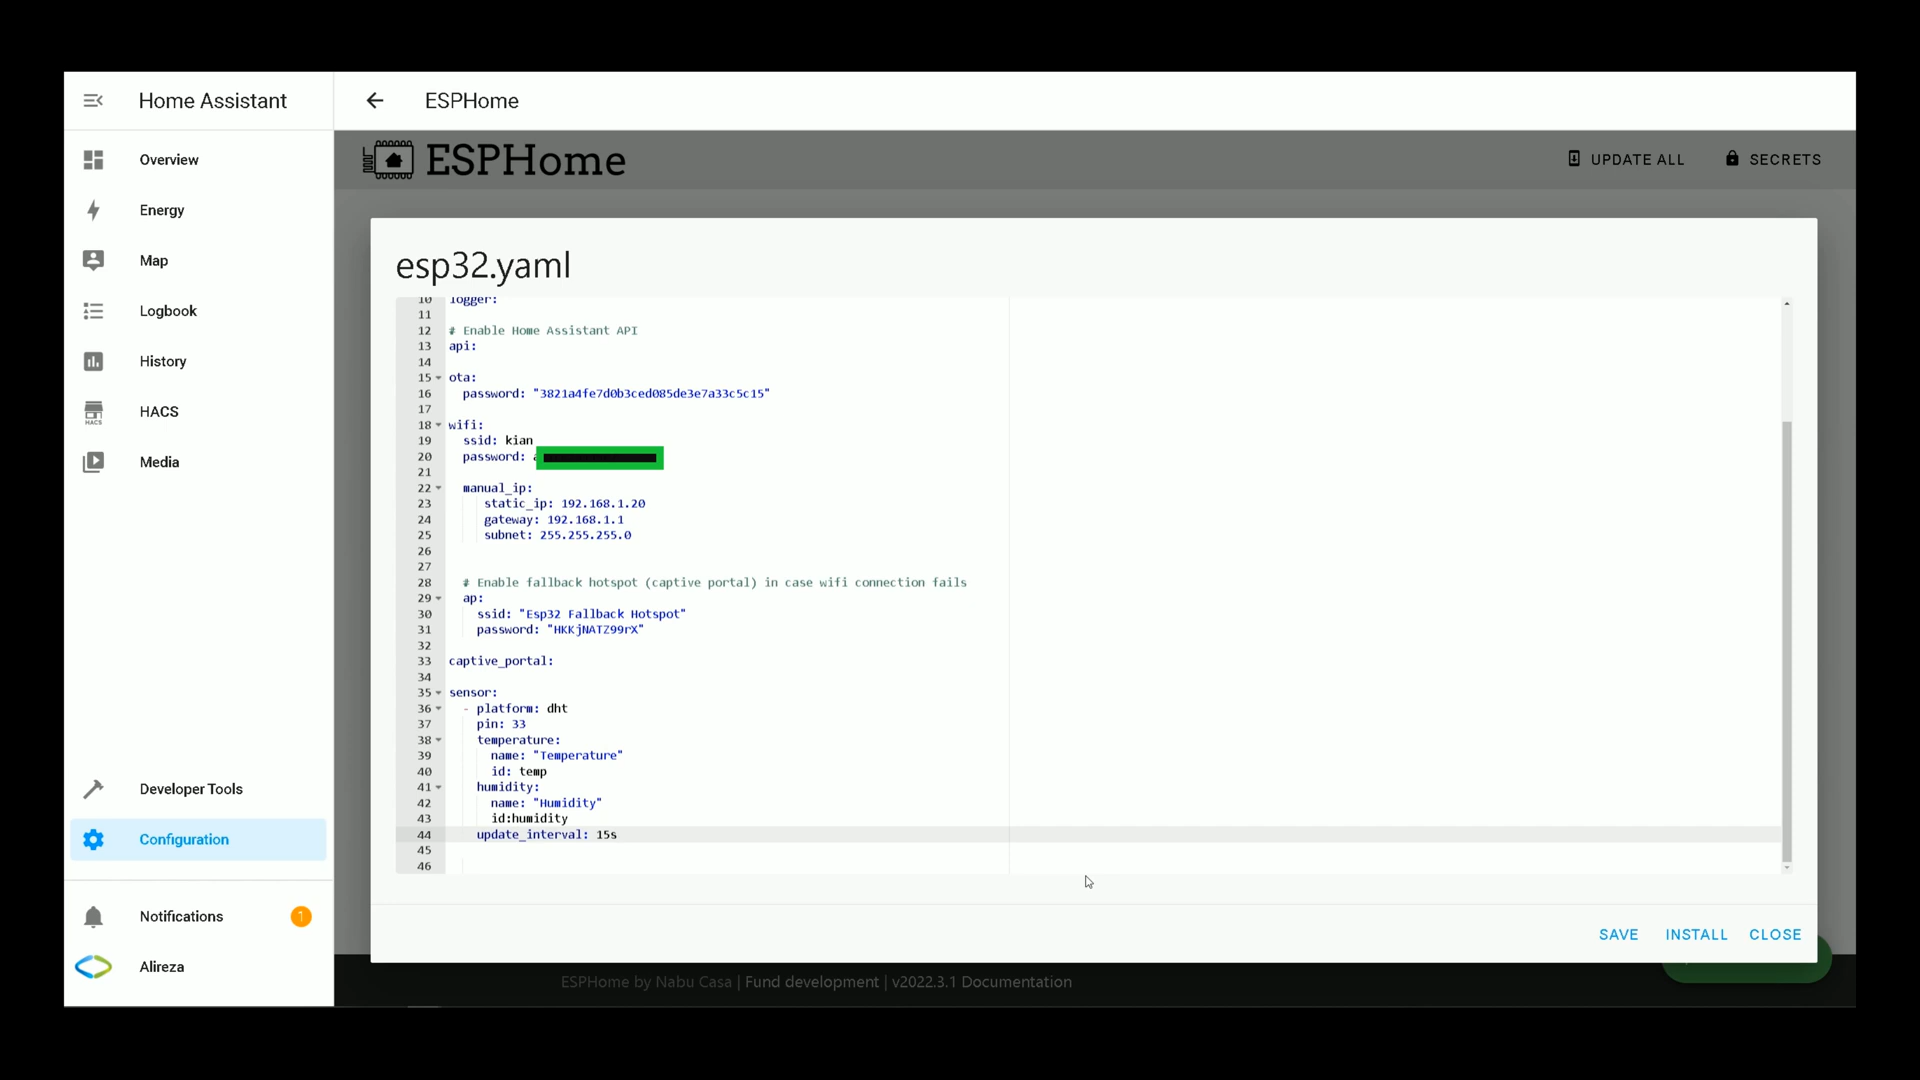 Home Assistant
ESPHome
Overview
Energy
Map
Logbook
History
HACS
HACS
Media
Developer Tools
Configuration
Notifications
1
Alireza
ESPHome
UPDATE ALL
SECRETS
esp32.yaml
10 logger:
11
12 # Enable Home Assistant API
13 api:
14
15 ota:
16 password: "3821a4fe7d0b3ced085de3e7a33c5c15"
17
18 wifi:
19 ssid: kian
20 password:
21
22 manual_ip:
23 static_ip: 192.168.1.20
24 gateway: 192.168.1.1
25 subnet: 255.255.255.0
26
27
28 # Enable fallback hotspot (captive portal) in case wifi connection fails
29 ap:
30 ssid: "Esp32 Fallback Hotspot"
31 password: "HKKjNATZ99rX"
32
33 captive_portal:
34
35 sensor:
36 - platform: dht
37 pin: 33
38 temperature:
39 name: "Temperature"
40 id: temp
41 humidity:
42 name: "Humidity"
43 id:humidity
44 update_interval: 15s
45
46
SAVE
INSTALL
CLOSE
ESPHome by Nabu Casa | Fund development | v2022.3.1 Documentation